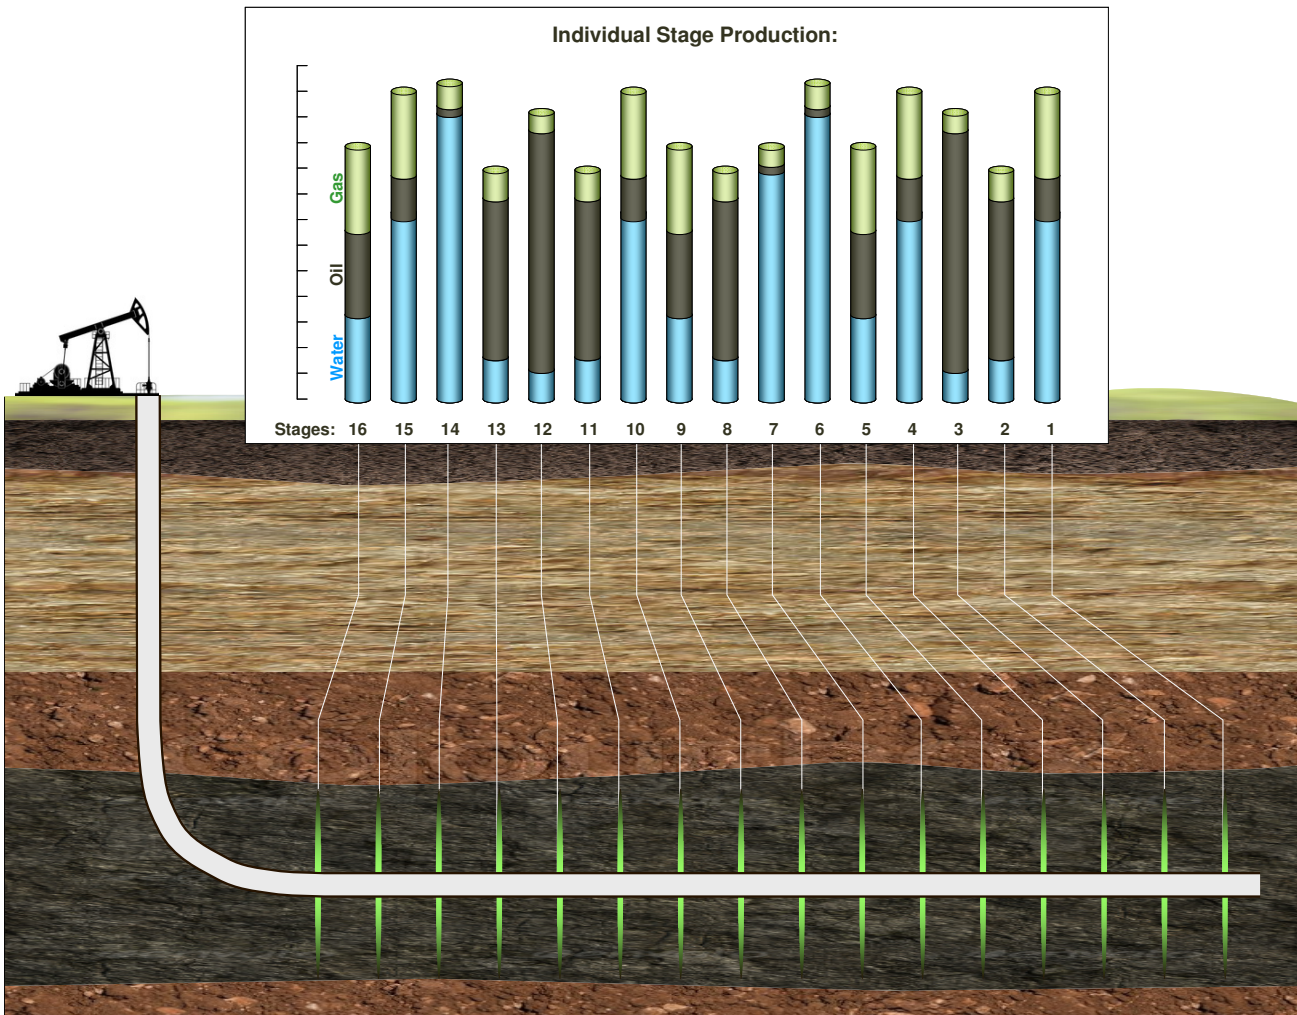 Individual Stage Production:
Gas
Oil
Water
Stages: 16 15 14 13 12 11 10 9 8 7 6 5 4 3 2 1